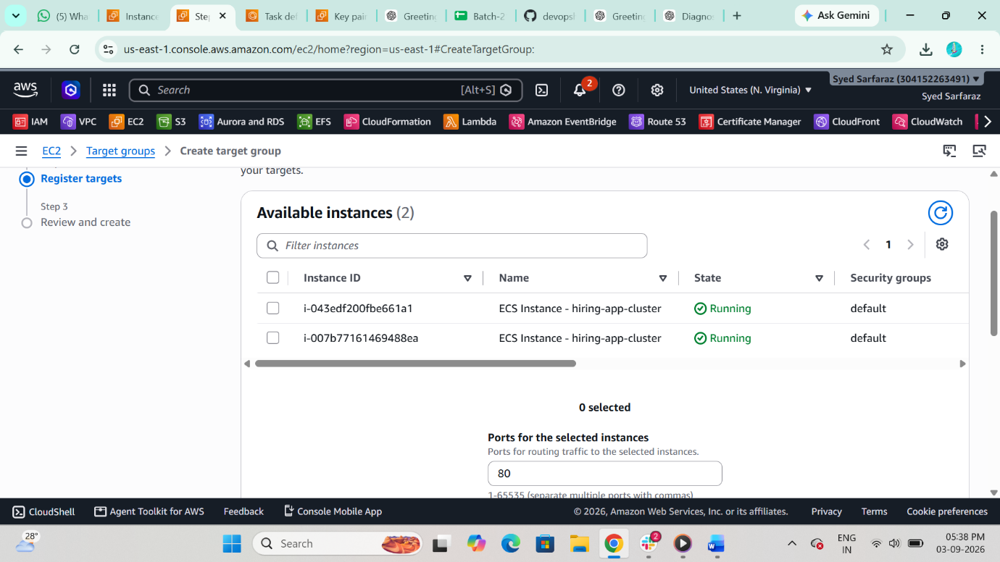 (5) Wha
Instance
Step
Task def
Key pair
Greeting
Batch-2
devopsh
Greeting
Diagnos
Ask Gemini
us-east-1.console.aws.amazon.com/ec2/home?region=us-east-1#CreateTargetGroup:
aws
Search
[Alt+S]
2
United States (N. Virginia)
Syed Sarfaraz (304152263491)
Syed Sarfaraz
IAM
VPC
EC2
S3
Aurora and RDS
EFS
CloudFormation
Lambda
Amazon EventBridge
Route 53
Certificate Manager
CloudFront
CloudWatch
EC2
Target groups
Create target group
Register targets
Step 3
Review and create
your targets.
Available instances (2)
Filter instances
1
Instance ID
Name
State
Security groups
i-043edf200fbe661a1
ECS Instance - hiring-app-cluster
Running
default
i-007b77161469488ea
ECS Instance - hiring-app-cluster
Running
default
0 selected
Ports for the selected instances
Ports for routing traffic to the selected instances.
80
1-65535 (separate multiple ports with commas)
CloudShell
Agent Toolkit for AWS
Feedback
Console Mobile App
© 2026, Amazon Web Services, Inc. or its affiliates.
Privacy
Terms
Cookie preferences
28°
Search
2
ENG
IN
05:38 PM
03-09-2026